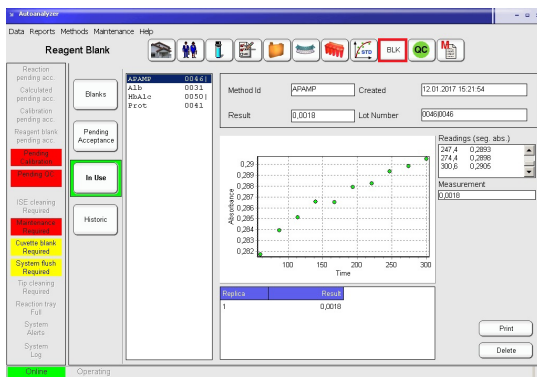 Autoanalyzer
Data Reports Methods Maintenance Help
Reagent Blank
STD
BLK
QC
Reaction
pending acc.
Calculated
pending acc.
Calibration
pending acc.
Reagent blank
pending acc.
Pending
Calibration
Pending QC
ISE cleaning
Required
Maintenance
Required
Cuvette blank
Required
System flush
Required
Tip cleaning
Required
Reaction tray
Full
System
Alerts
System
Log
Online
Operating
Blanks
Pending
Acceptance
In Use
Historic
APAMP 0046|
Alb 0031
HbA1c 0050|
Prot 0041
Method Id APAMP Created 12.01.2017 15:21:54
Result 0,0018 Lot Number 0046|0046
Readings (seg. abs.)
247,4 0,2893
274,4 0,2898
300,6 0,2905
Measurement
0,0018
Absorbance
0,29
0,289
0,288
0,287
0,286
0,285
0,284
0,283
0,282
100 150 200 250 300
Time
Replica Result
1 0,0018
Print
Delete